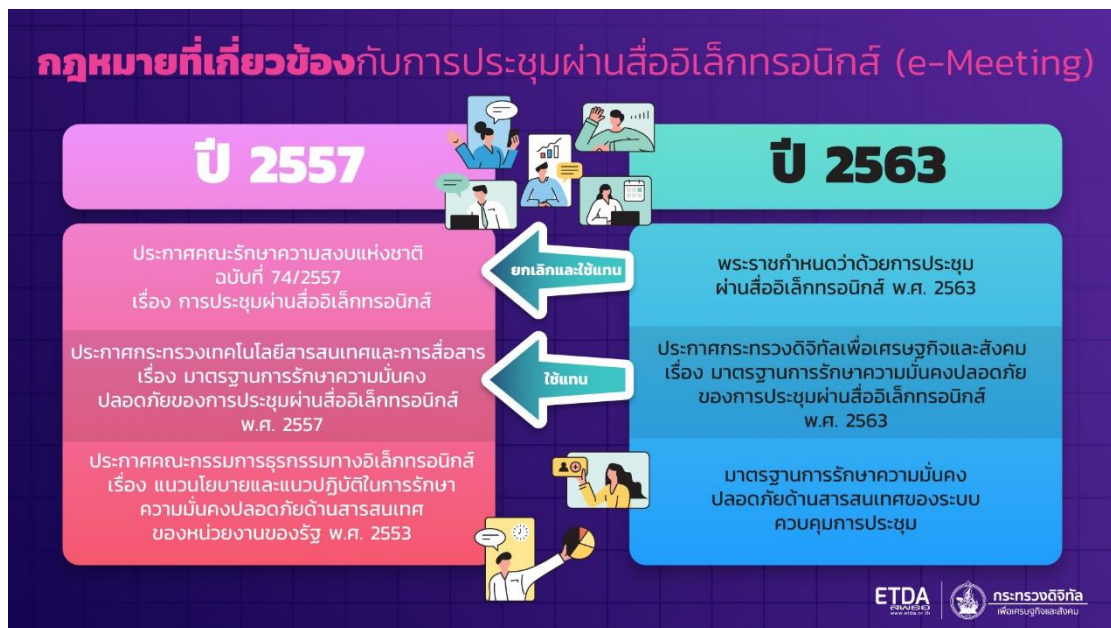 กฎหมายที่เกี่ยวข้องกับการประชุมผ่านสื่ออิเล็กทรอนิกส์ (e-Meeting)
ปี 2557
ประกาศคณะรักษาความสงบแห่งชาติ
ฉบับที่ 74/2557
เรื่อง การประชุมผ่านสื่ออิเล็กทรอนิกส์
ประกาศกระทรวงเทคโนโลยีสารสนเทศและการสื่อสาร
เรื่อง มาตรฐานการรักษาความมั่นคง
ปลอดภัยของการประชุมผ่านสื่ออิเล็กทรอนิกส์
พ.ศ. 2557
ประกาศคณะกรรมการธุรกรรมทางอิเล็กทรอนิกส์
เรื่อง แนวนโยบายและแนวปฏิบัติในการรักษา
ความมั่นคงปลอดภัยด้านสารสนเทศ
ของหน่วยงานของรัฐ พ.ศ. 2553
ยกเลิกและใช้แทน
ใช้แทน
ปี 2563
พระราชกำหนดว่าด้วยการประชุม
ผ่านสื่ออิเล็กทรอนิกส์ พ.ศ. 2563
ประกาศกระทรวงดิจิทัลเพื่อเศรษฐกิจและสังคม
เรื่อง มาตรฐานการรักษาความมั่นคงปลอดภัย
ของการประชุมผ่านสื่ออิเล็กทรอนิกส์
พ.ศ. 2563
มาตรฐานการรักษาความมั่นคง
ปลอดภัยด้านสารสนเทศของระบบ
ควบคุมการประชุม
ETDA
สพธอ
www.etda.or.th
กระทรวงดิจิทัล
เพื่อเศรษฐกิจและสังคม